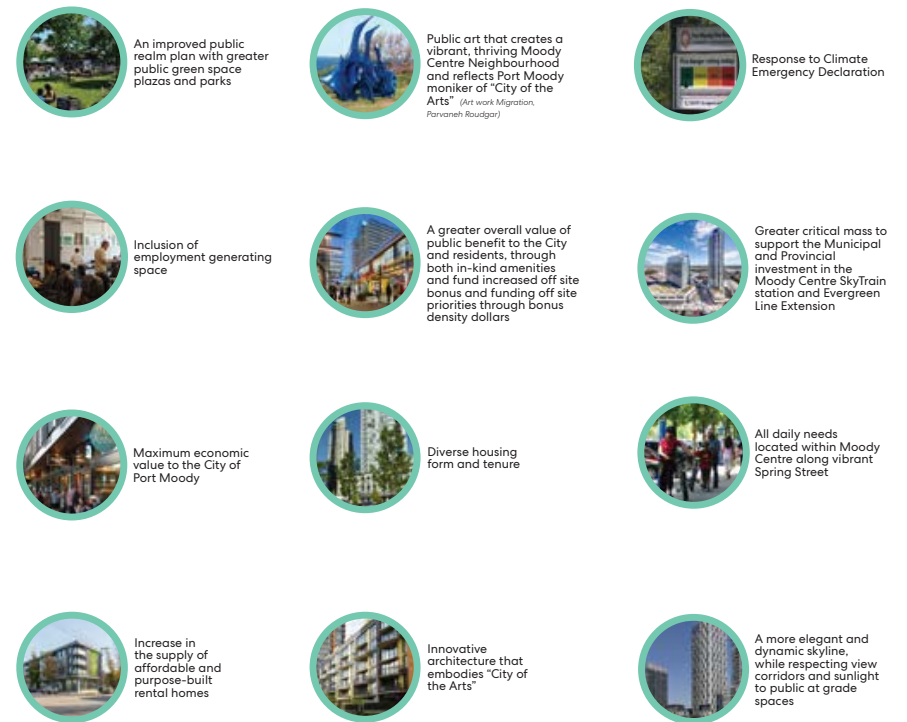 An improved public
realm plan with greater
public green space
plazas and parks
Public art that creates a
vibrant, thriving Moody
Centre Neighbourhood
and reflects Port Moody
moniker of “City of the
Arts” (Art work Migration,
Parvaneh Roudgar)
Response to Climate
Emergency Declaration
Inclusion of
employment generating
space
A greater overall value of
public benefit to the City
and residents, through
both in-kind amenities
and fund increased off site
bonus and funding off site
priorities through bonus
density dollars
Greater critical mass to
support the Municipal
and Provincial
investment in the
Moody Centre SkyTrain
station and Evergreen
Line Extension
Maximum economic
value to the City of
Port Moody
Diverse housing
form and tenure
All daily needs
located within Moody
Centre along vibrant
Spring Street
Increase in
the supply of
affordable and
purpose-built
rental homes
Innovative
architecture that
embodies “City of
the Arts”
A more elegant and
dynamic skyline,
while respecting view
corridors and sunlight
to public at grade
spaces